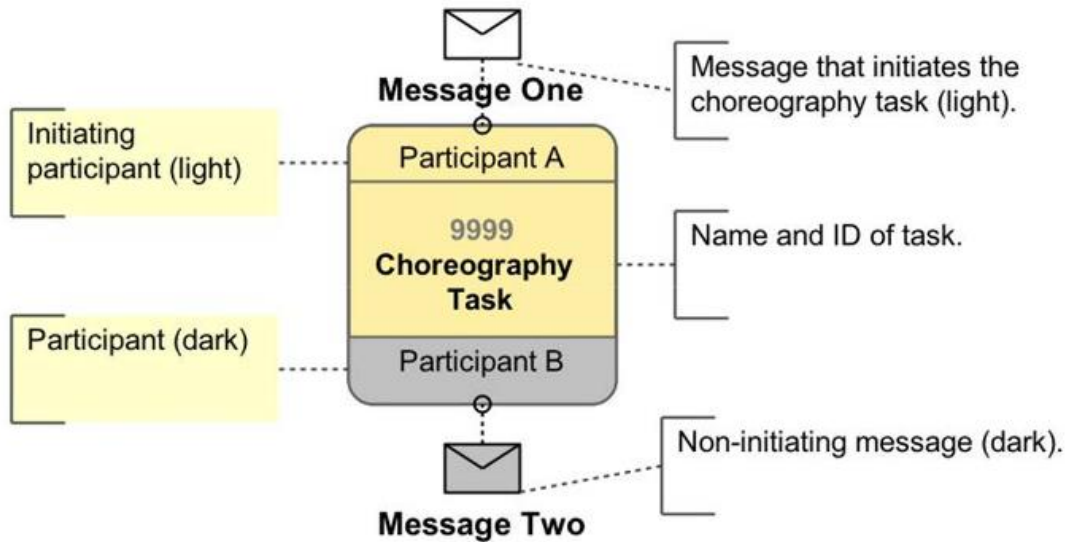 Message One
Message that initiates the
choreography task (light).
Initiating
participant (light)
Participant A
9999
Choreography
Task
Name and ID of task.
Participant (dark)
Participant B
Non-initiating message (dark).
Message Two